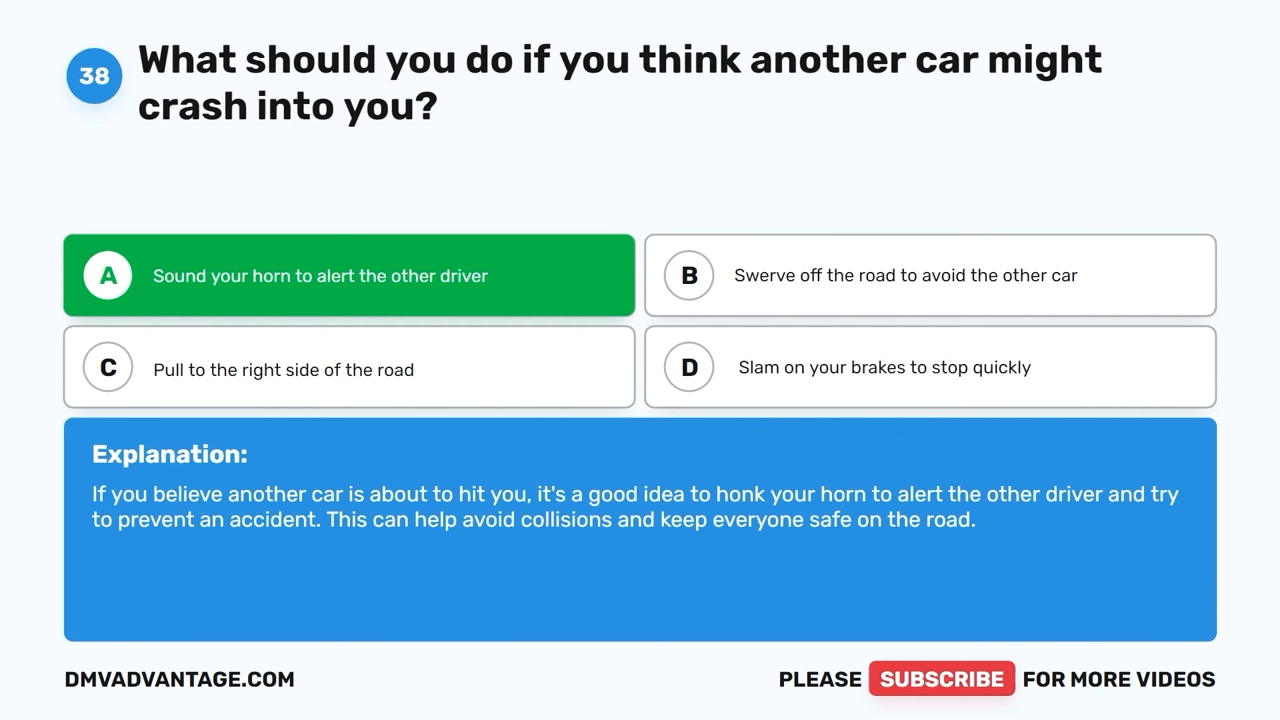 38
What should you do if you think another car might
crash into you?
A
Sound your horn to alert the other driver
B
Swerve off the road to avoid the other car
C
Pull to the right side of the road
D
Slam on your brakes to stop quickly
Explanation:
If you believe another car is about to hit you, it's a good idea to honk your horn to alert the other driver and try
to prevent an accident. This can help avoid collisions and keep everyone safe on the road.
DMVADVANTAGE.COM
PLEASE SUBSCRIBE FOR MORE VIDEOS